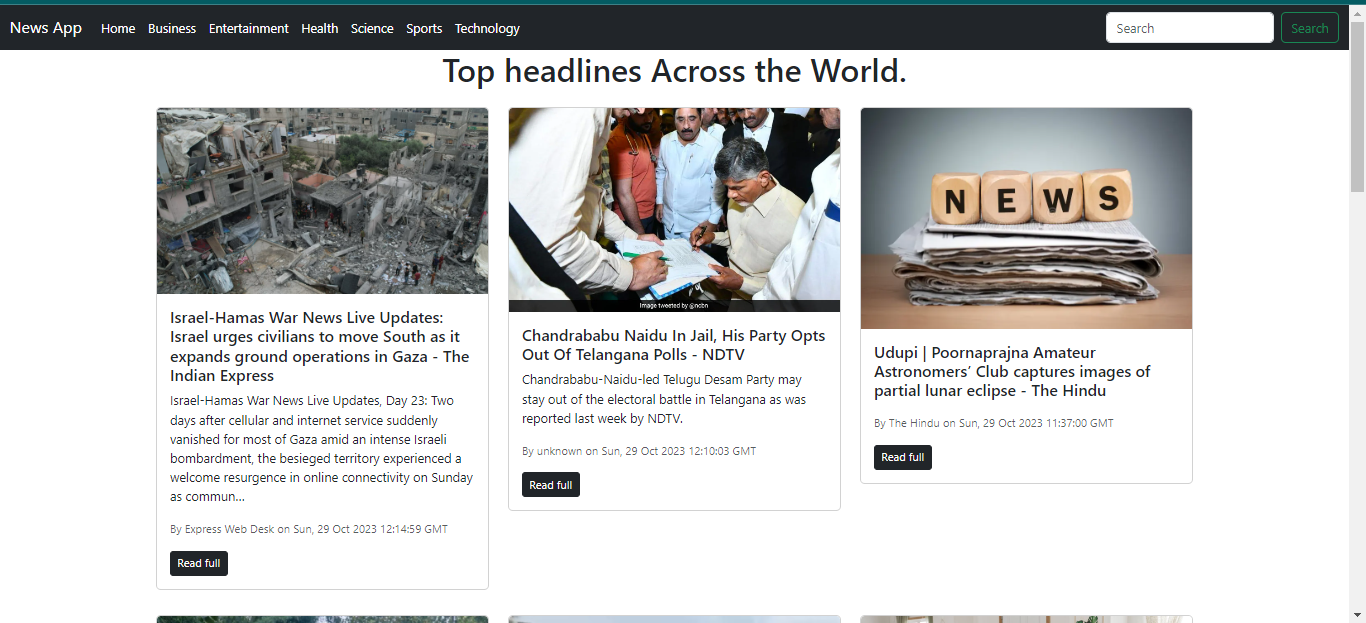 News App Home Business Entertainment Health Science Sports Technology Search Search
Top headlines Across the World.
Israel-Hamas War News Live Updates:
Israel urges civilians to move South as it
expands ground operations in Gaza - The
Indian Express
Israel-Hamas War News Live Updates, Day 23: Two
days after cellular and internet service suddenly
vanished for most of Gaza amid an intense Israeli
bombardment, the besieged territory experienced a
welcome resurgence in online connectivity on Sunday
as commun...
By Express Web Desk on Sun, 29 Oct 2023 12:14:59 GMT
Read full
Image tweeted by @ncbn
Chandrababu Naidu In Jail, His Party Opts
Out Of Telangana Polls - NDTV
Chandrababu-Naidu-led Telugu Desam Party may
stay out of the electoral battle in Telangana as was
reported last week by NDTV.
By unknown on Sun, 29 Oct 2023 12:10:03 GMT
Read full
NEWS
Udupi | Poornaprajna Amateur
Astronomers’ Club captures images of
partial lunar eclipse - The Hindu
By The Hindu on Sun, 29 Oct 2023 11:37:00 GMT
Read full